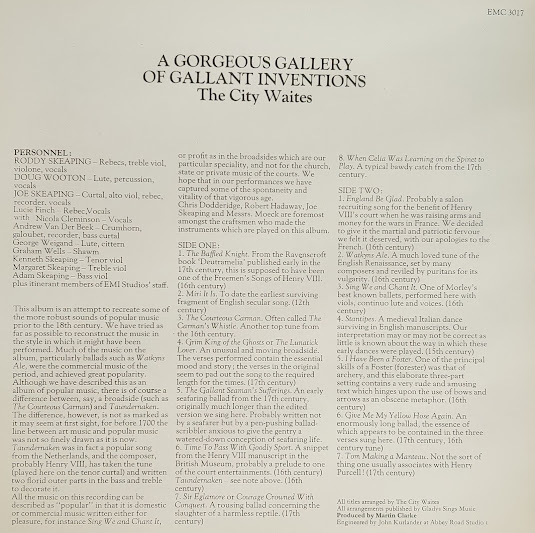 EMC 3017
A GORGEOUS GALLERY
OF GALLANT INVENTIONS
The City Waites
PERSONNEL:
RODDY SKEAPING – Rebecs, treble viol,
violone, vocals
DOUG WOOTON – Lute, percussion,
vocals
JOE SKEAPING – Curtal, alto viol, rebec,
recorder, vocals
Lucie Finch – Rebec, Vocals
with Nicola Cleminson – Vocals
Andrew Van Der Beek – Crumhorn,
galoubet, recorder, bass curtal
George Weigand – Lute, cittern
Graham Wells – Shawm
Kenneth Skeaping – Tenor viol
Margaret Skeaping – Treble viol
Adam Skeaping – Bass viol
plus itinerant members of EMI Studios' staff.
This album is an attempt to recreate some of
the more robust sounds of popular music
prior to the 18th century. We have tried as
far as possible to reconstruct the music in
the style in which it might have been
performed. Much of the music on the
album, particularly ballads such as Watkyns
Ale, were the commercial music of the
period, and achieved great popularity.
Although we have described this as an
album of popular music, there is of course a
difference between, say, a broadside (such as
The Courteous Carman) and Taundernaken.
The difference, however, is not as marked as
it may seem at first sight, for before 1700 the
line between art music and popular music
was not so finely drawn as it is now.
Taundernaken was in fact a popular song
from the Netherlands, and the composer,
probably Henry VIII, has taken the tune
(played here on the tenor curtal) and written
two florid outer parts in the bass and treble
to decorate it.
All the music on this recording can be
described as "popular" in that it is domestic
or commercial music written either for
pleasure, for instance Sing We and Chant It,
or profit as in the broadsides which are our
particular speciality, and not for the church,
state or private music of the courts. We
hope that in our performances we have
captured some of the spontaneity and
vitality of that vigorous age.
Chris Dodderidge, Robert Hadaway, Joe
Skeaping and Messrs. Moeck are foremost
amongst the craftsmen who made the
instruments which are played on this album.
SIDE ONE:
1. The Baffled Knight. From the Ravenscroft
book 'Deutramelia' published early in the
17th century, this is supposed to have been
one of the Freemen's Songs of Henry VIII.
(16th century)
2. Miri It Is. To date the earliest surviving
fragment of English secular song. (12th
century)
3. The Courteous Carman. Often called The
Carman's Whistle. Another top tune from
the 16th century.
4. Grim King of the Ghosts or The Lunatick
Lover. An unusual and moving broadside.
The verses performed contain the essential
mood and story; the verses in the original
seem to pad out the song to the required
length for the times. (17th century)
5. The Gallant Seaman's Sufferings. An early
seafaring ballad from the 17th century,
originally much longer than the edited
version we sing here. Probably written not
by a seafarer but by a pen-pushing ballad-
scribbler anxious to give the gentry a
watered-down conception of seafaring life.
6. Time To Past With Goodly Sport. A snippet
from the Henry VIII manuscript in the
British Museum, probably a prelude to one
of the court entertainments. (16th century)
Taundernaken – see note above. (16th
century)
7. Sir Eglamore or Courage Crowned With
Conquest. A rousing ballad concerning the
slaughter of a harmless reptile. (17th
century)
8. When Celia Was Learning on the Spinet to
Play. A typical bawdy catch from the 17th
century.
SIDE TWO:
1. England Be Glad. Probably a salon
recruiting song for the benefit of Henry
VIII's court when he was raising arms and
money for the wars in France. We decided
to give it the martial and patriotic fervour
we felt it deserved, with our apologies to the
French. (16th century)
2. Watkyns Ale. A much loved tune of the
English Renaissance, set by many
composers and reviled by puritans for its
vulgarity. (16th century)
3. Sing We and Chant It. One of Morley's
best known ballets, performed here with
viols, continuo lute and voices. (16th
century)
4. Stantipes. A medieval Italian dance
surviving in English manuscripts. Our
interpretation may or may not be correct as
little is known about the way in which these
early dances were played. (13th century)
5. I Have Been a Foster. One of the principal
skills of a Foster (forester) was that of
archery, and this elaborate three-part
setting contains a very rude and amusing
text which hinges upon the use of bows and
arrows as an obscene metaphor. (16th
century)
6. Give Me My Yellow Hose Again. An
enormously long ballad, the essence of
which appears to be contained in the three
verses sung here. (17th century, 16th
century tune)
7. Tom Making a Manteau. Not the sort of
thing one usually associates with Henry
Purcell! (17th century)
All titles arranged by The City Waites
All arrangements published by Gladys Sings Music
Produced by Martin Clarke
Engineered by John Kurlander at Abbey Road Studio 1